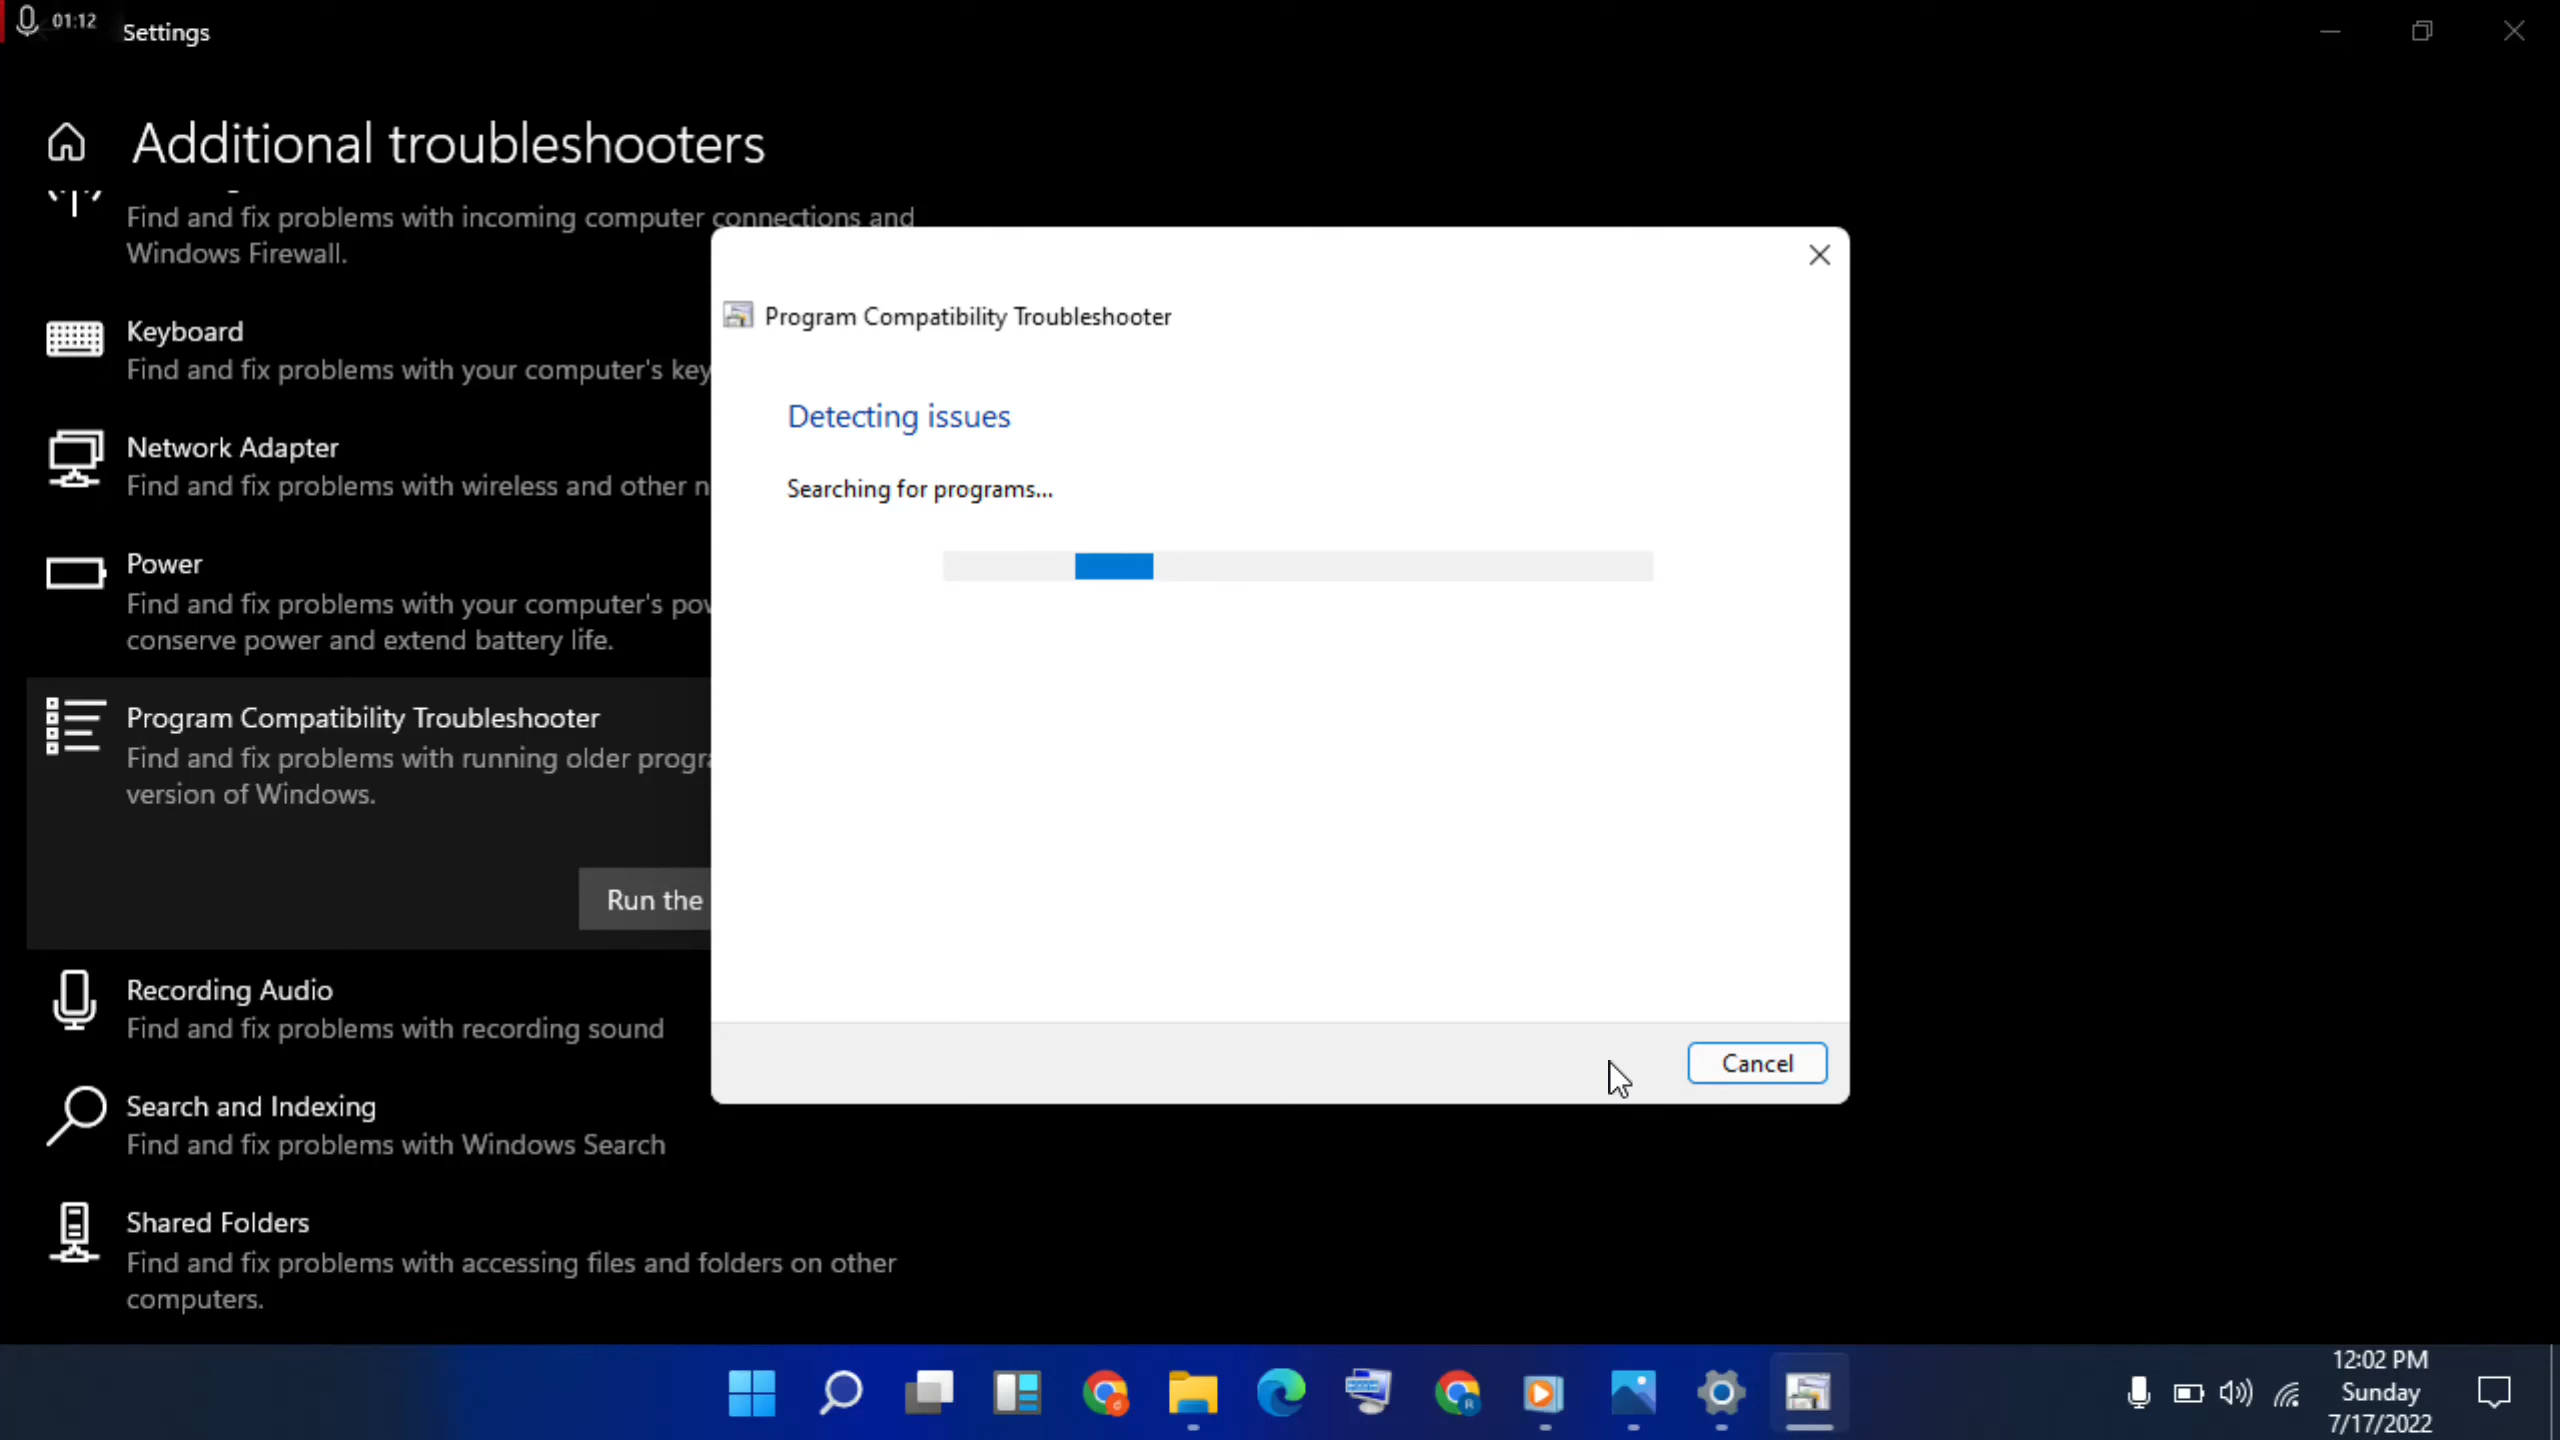 01:12
Settings
Additional troubleshooters
Find and fix problems with incoming computer connections and
Windows Firewall.
Keyboard
Find and fix problems with your computer's key
Network Adapter
Find and fix problems with wireless and other n
Power
Find and fix problems with your computer's pow
conserve power and extend battery life.
Program Compatibility Troubleshooter
Find and fix problems with running older progra
version of Windows.
Run the
Recording Audio
Find and fix problems with recording sound
Search and Indexing
Find and fix problems with Windows Search
Shared Folders
Find and fix problems with accessing files and folders on other
computers.
Program Compatibility Troubleshooter
Detecting issues
Searching for programs...
Cancel
12:02 PM
Sunday
7/17/2022